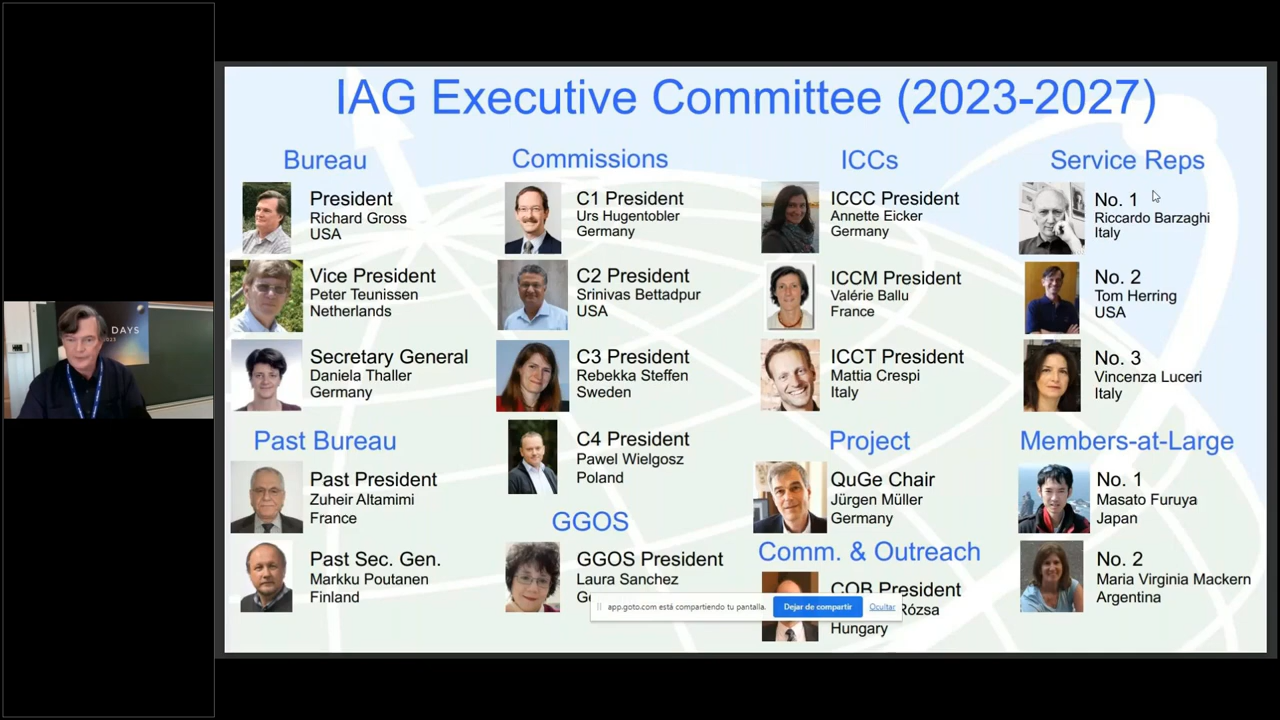 IAG Executive Committee (2023-2027)
Bureau
President
Richard Gross
USA
Vice President
Peter Teunissen
Netherlands
Secretary General
Daniela Thaller
Germany
Past Bureau
Past President
Zuheir Altamimi
France
Past Sec. Gen.
Markku Poutanen
Finland
Commissions
C1 President
Urs Hugentobler
Germany
C2 President
Srinivas Bettadpur
USA
C3 President
Rebekka Steffen
Sweden
C4 President
Pawel Wielgosz
Poland
GGOS
GGOS President
Laura Sanchez
ICCs
ICCC President
Annette Eicker
Germany
ICCM President
Valérie Ballu
France
ICCT President
Mattia Crespi
Italy
Project
QuGe Chair
Jürgen Müller
Germany
Comm. & Outreach
COB President
Rózsa
Hungary
Service Reps
No. 1
Riccardo Barzaghi
Italy
No. 2
Tom Herring
USA
No. 3
Vincenza Luceri
Italy
Members-at-Large
No. 1
Masato Furuya
Japan
No. 2
Maria Virginia Mackern
Argentina
app.goto.com está compartiendo tu pantalla.
Dejar de compartir
Ocultar
DAYS